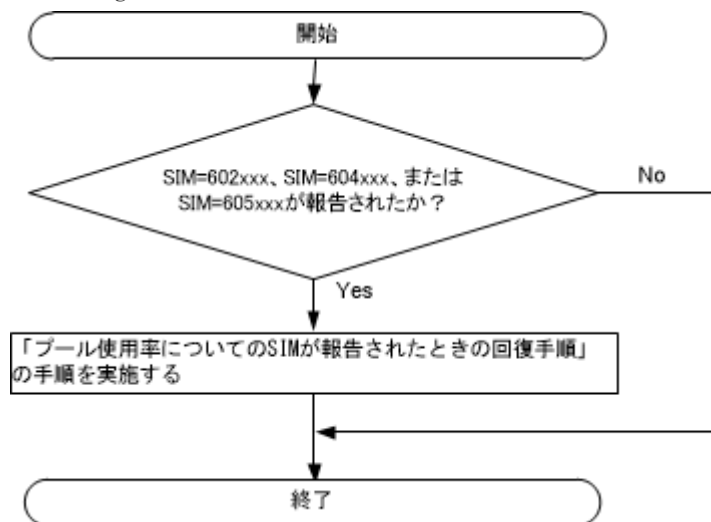 開始
SIM=602xxx、SIM=604xxx、または
SIM=605xxxが報告されたか？
No
Yes
「プール使用率についてのSIMが報告されたときの回復手順」
の手順を実施する
終了